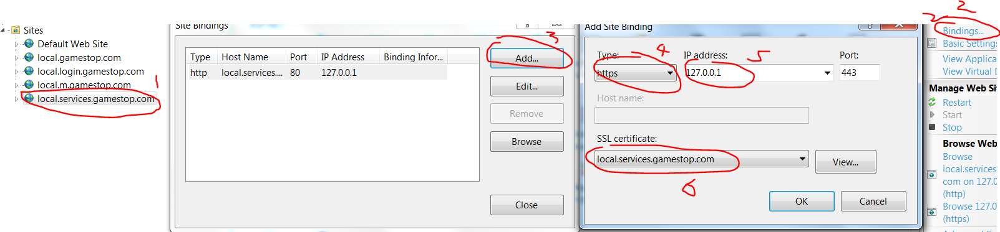 Sites
Default Web Site
local.gamestop.com
local.login.gamestop.com
local.m.gamestop.com
local.services.gamestop.com
1
Site Bindings
3
Type Host Name Port IP Address Binding Infor...
http local.services.... 80 127.0.0.1
Add...
Edit...
Remove
Browse
Close
Add Site Binding
4
5
Type: IP address: Port:
https 127.0.0.1 443
Host name:
SSL certificate:
local.services.gamestop.com
View...
6
OK Cancel
2
2
Bindings...
Basic Settings
View Applica
View Virtual D
Manage Web Si
Restart
Start
Stop
Browse Web
Browse
local.services
com on 127.0
(http)
Browse 127.0
(https)